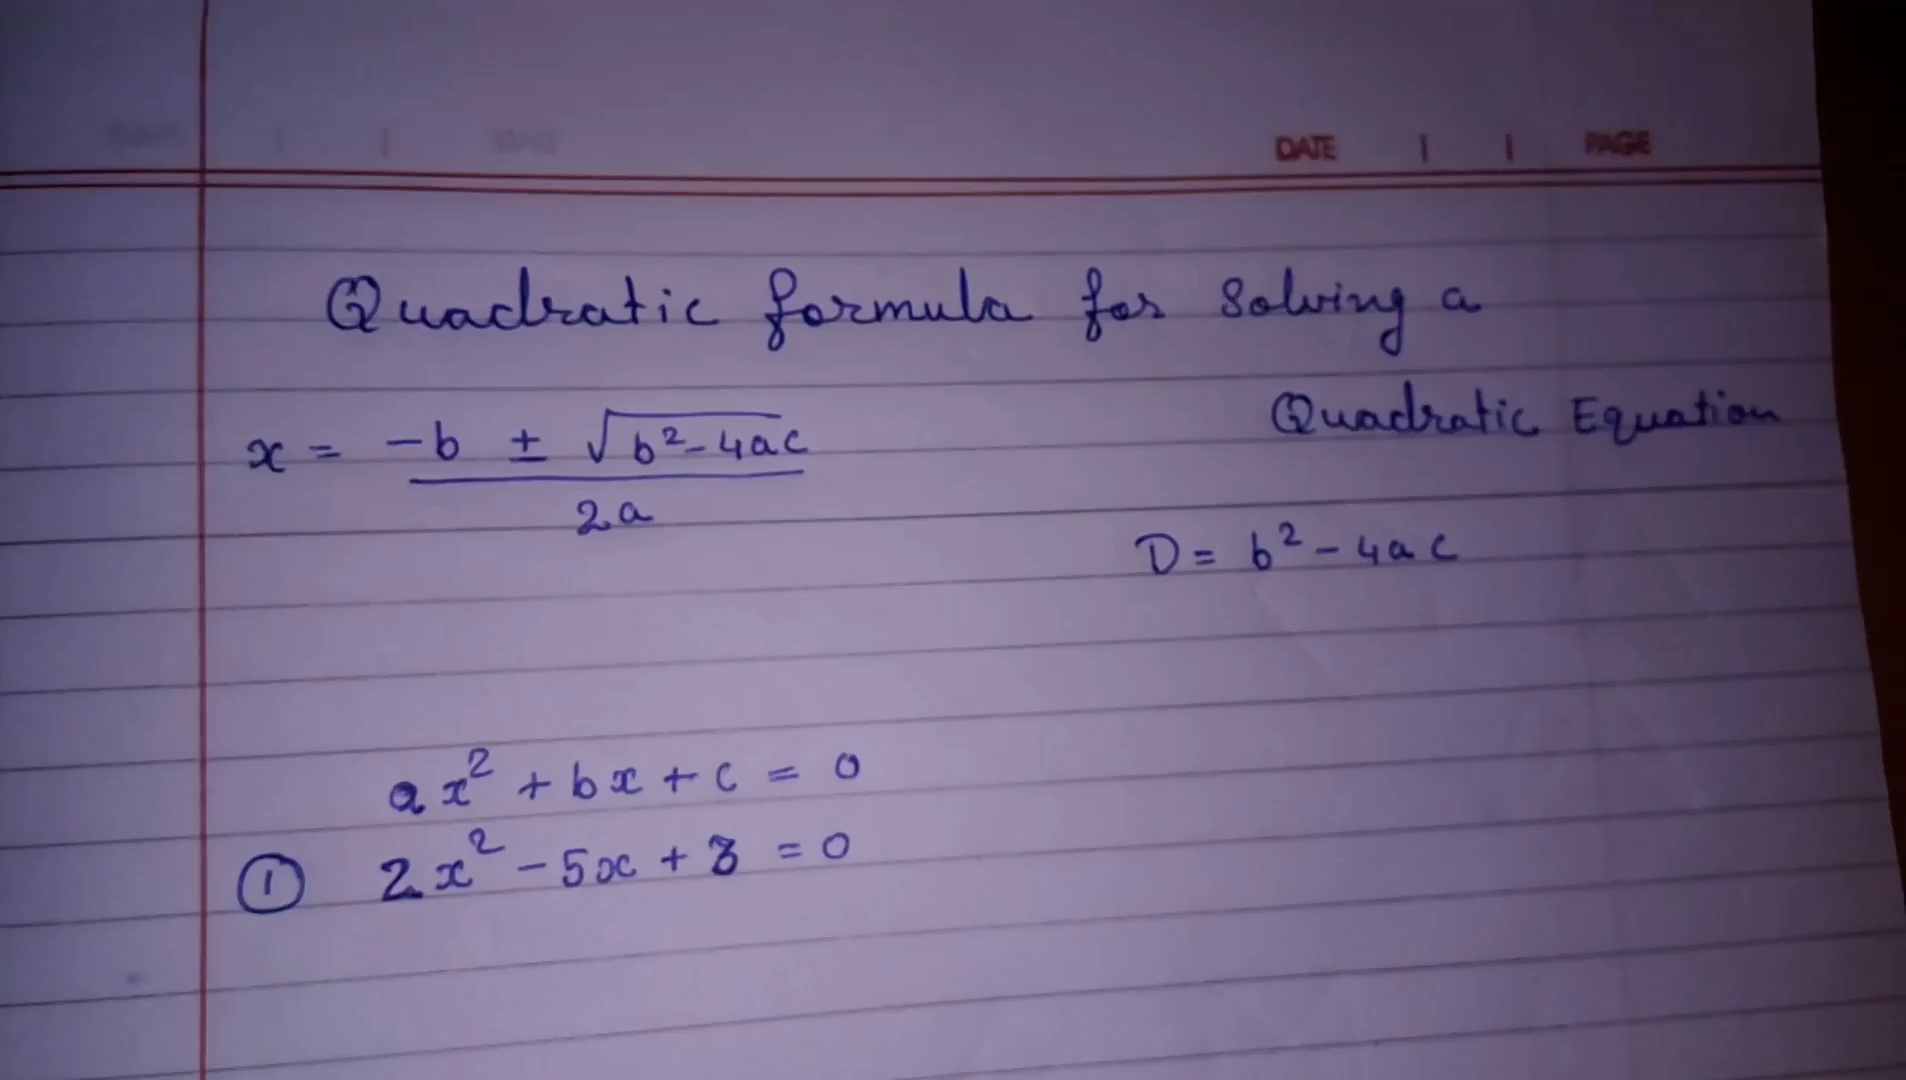 DATE | | PAGE
Quadratic formula for solving a
Quadratic Equation
x = -b ± √b²-4ac
2a
D = b² - 4ac
ax² + bx + c = 0
① 2x² - 5x + 3 = 0